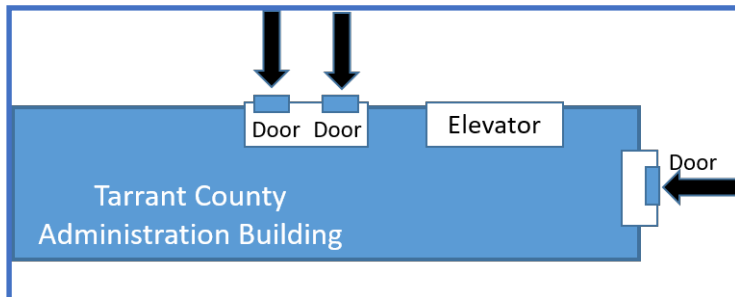 Door Door
Elevator
Door
Tarrant County
Administration Building